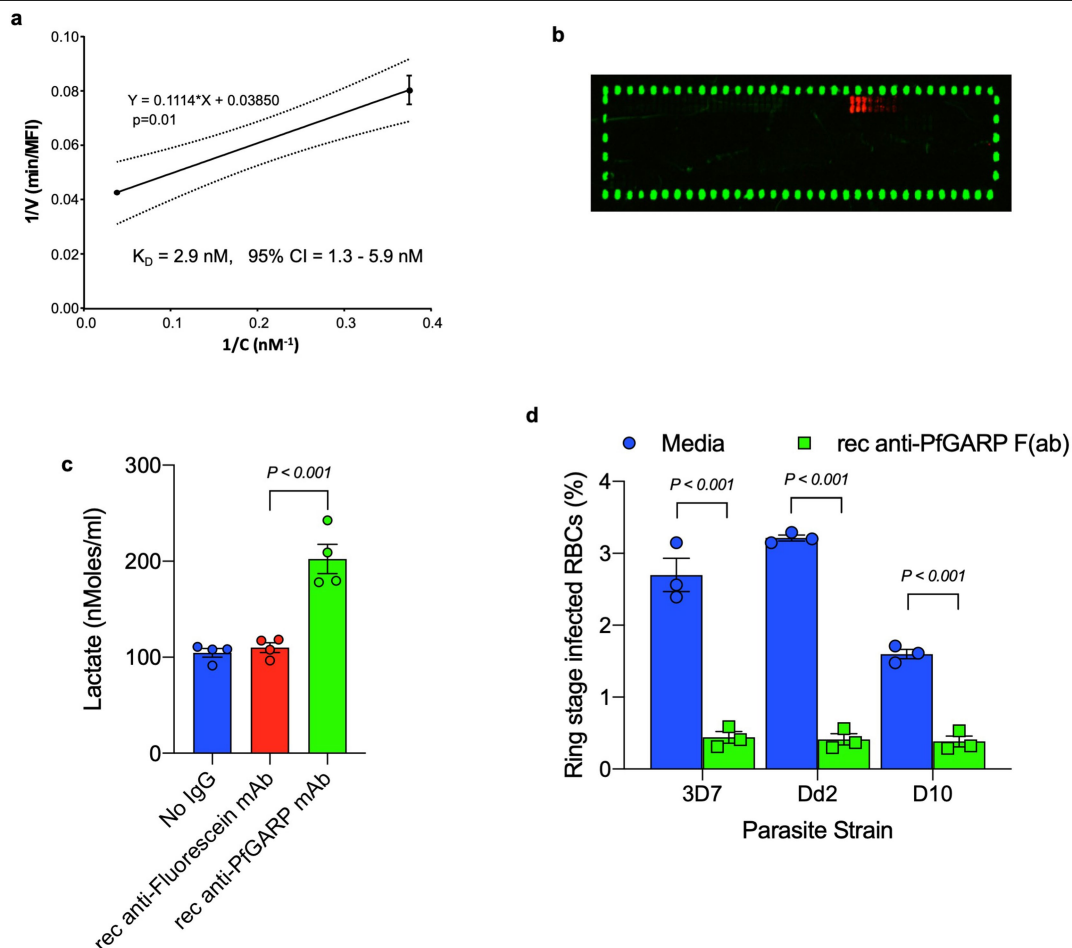 a
0.10
0.08
0.06
0.04
0.02
0.00
1/V (min/MFI)
Y = 0.1114*X + 0.03850
p=0.01
K_D = 2.9 nM, 95% CI = 1.3 - 5.9 nM
0.0 0.1 0.2 0.3 0.4
1/C (nM⁻¹)
b
c
300
200
100
0
Lactate (nMoles/ml)
P < 0.001
No IgG
rec anti-Fluorescein mAb
rec anti-PfGARP mAb
d
Media
rec anti-PfGARP F(ab)
4
3
2
1
0
Ring stage infected RBCs (%)
P < 0.001
P < 0.001
P < 0.001
3D7 Dd2 D10
Parasite Strain